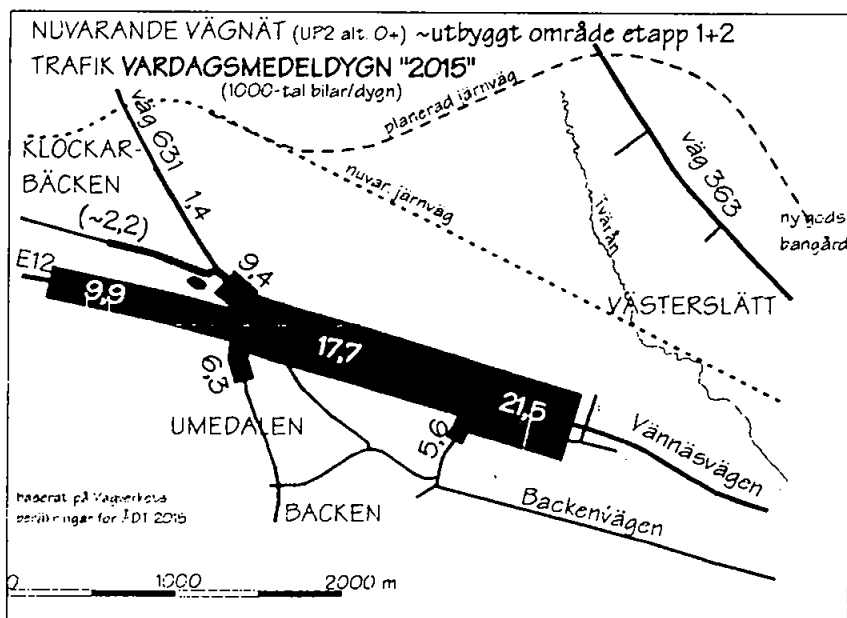 NUVARANDE VÄGNÄT (UP2 alt. 0+) ~utbyggt område etapp 1+2
TRAFIK VARDAGSMEDELDYGN "2015"
(1000-tal bilar/dygn)
planerad järnväg
väg 631
KLOCKAR-
BÄCKEN
1,4
väg 363
nuvar. järnväg
Tvärån
ny gods
bangård
(~2,2)
E12
9,4
9,9
VÄSTERSLÄTT
17,7
6,3
21,5
UMEDALEN
5,6
Vännäsvägen
baserat på Vägverkets
beräkningar för ÅDT 2015
BACKEN
Backenvägen
0 1000 2000 m